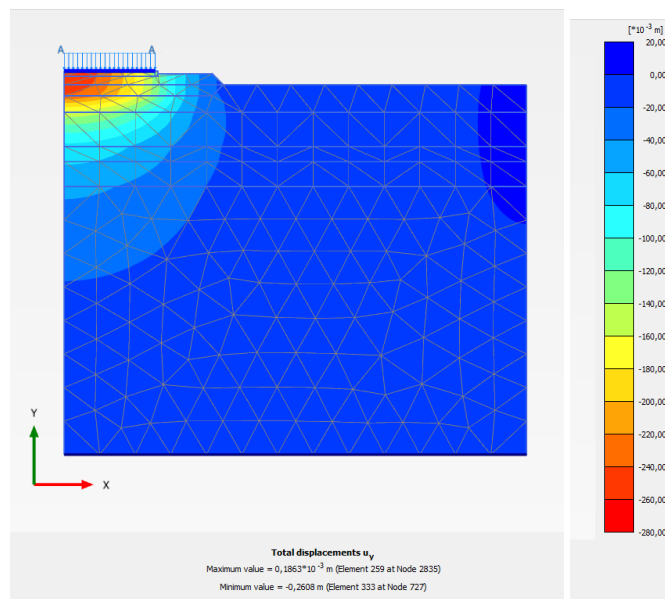 [*10⁻³ m]
A A
20,00
0,00
-20,00
-40,00
-60,00
-80,00
-100,00
-120,00
-140,00
-160,00
-180,00
-200,00
-220,00
-240,00
-260,00
-280,00
Y
X
Total displacements uᵧ
Maximum value = 0,1863*10⁻³ m (Element 259 at Node 2835)
Minimum value = -0,2608 m (Element 333 at Node 727)